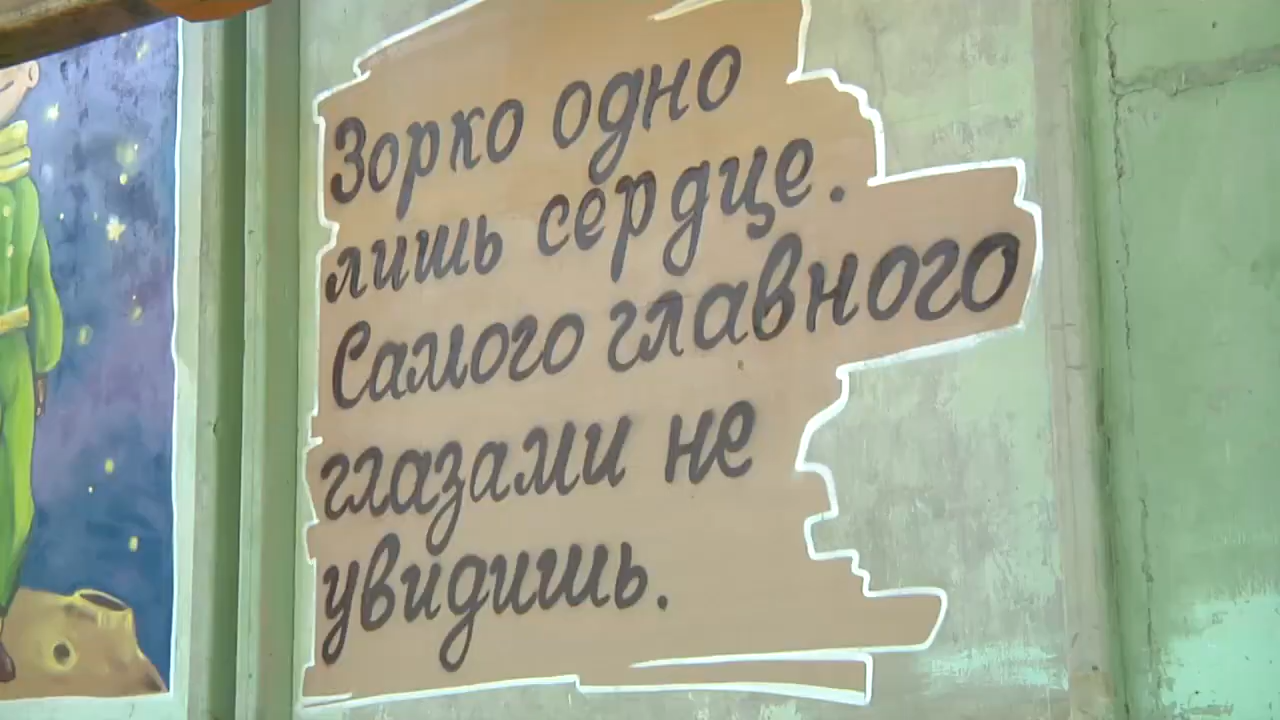 Зорко одно
лишь сердце.
Самого главного
глазами не
увидишь.